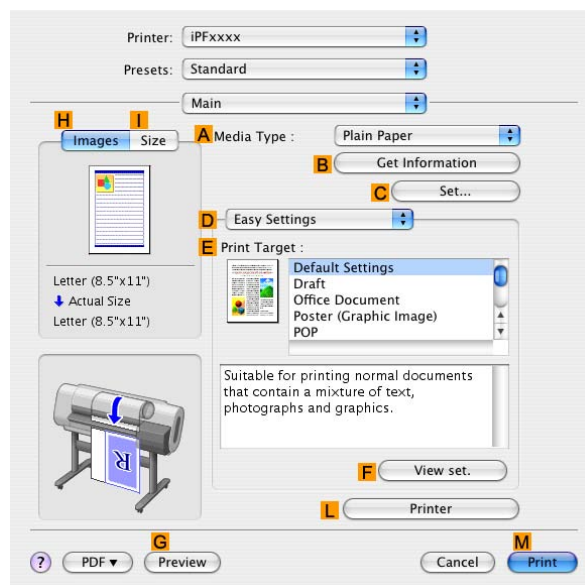 Printer: iPFxxxx
Presets: Standard
Main
H I
Images Size
A Media Type : Plain Paper
B Get Information
C Set...
D Easy Settings
E Print Target :
Default Settings
Draft
Office Document
Poster (Graphic Image)
POP
Letter (8.5"x11")
Actual Size
Letter (8.5"x11")
Suitable for printing normal documents
that contain a mixture of text,
photographs and graphics.
R
F View set.
L Printer
G M
? PDF▼ Preview Cancel Print